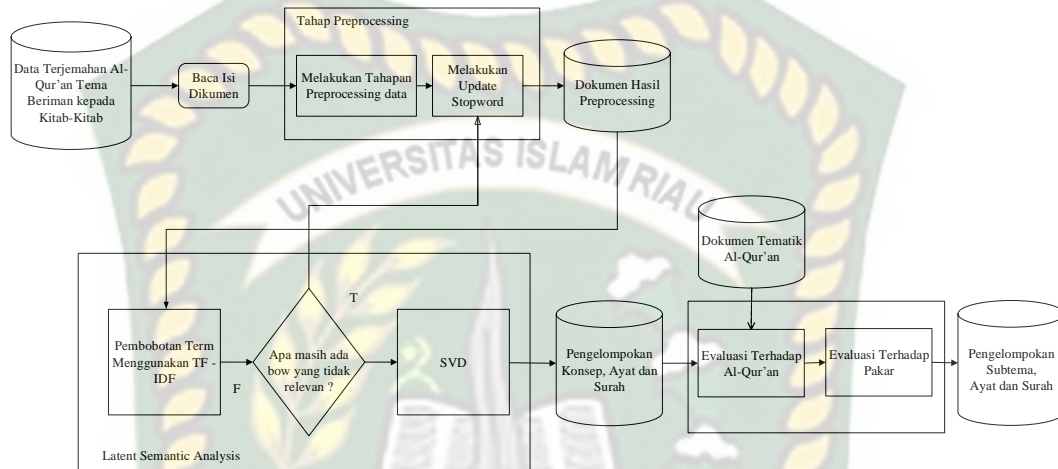 Tahap Preprocessing
Data Terjemahan Al-
Qur'an Tema
Beriman kepada
Kitab-Kitab
Baca Isi
Dikumen
Melakukan Tahapan
Preprocessing data
Melakukan
Update
Stopword
Dokumen Hasil
Preprocessing
UNIVERSITAS ISLAM RIAU
Dokumen Tematik
Al-Qur'an
Pembobotan Term
Menggunakan TF -
IDF
F
T
Apa masih ada
bow yang tidak
relevan ?
SVD
Pengelompokan
Konsep, Ayat dan
Surah
Evaluasi Terhadap
Al-Qur'an
Evaluasi Terhadap
Pakar
Pengelompokan
Subtema,
Ayat dan Surah
Latent Semantic Analysis